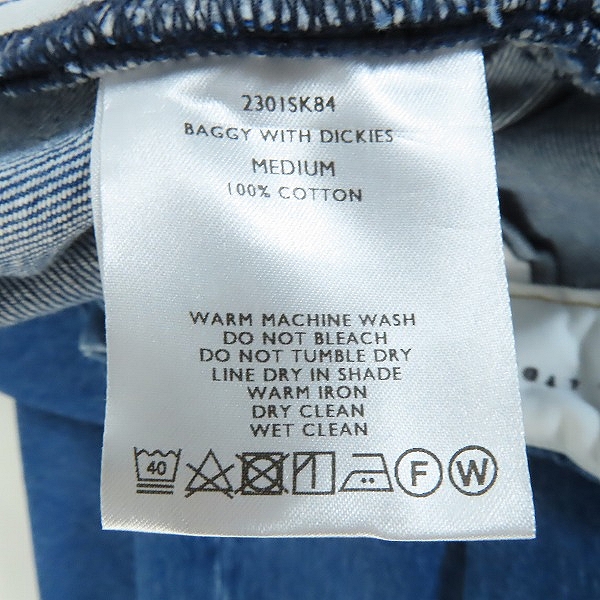 2301SK84
BAGGY WITH DICKIES
MEDIUM
100% COTTON
WARM MACHINE WASH
DO NOT BLEACH
DO NOT TUMBLE DRY
LINE DRY IN SHADE
WARM IRON
DRY CLEAN
WET CLEAN
40 F W